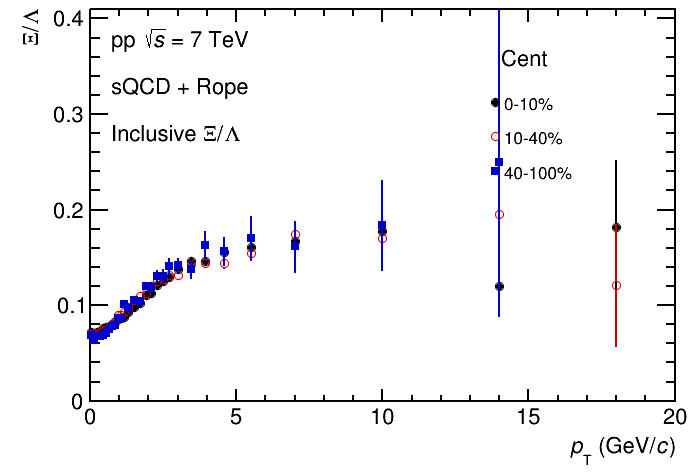 Ξ/Λ
0.4
pp √s = 7 TeV
Cent
sQCD + Rope
0-10%
0.3
Inclusive Ξ/Λ
10-40%
40-100%
0.2
0.1
0
0 5 10 15 20
p_T (GeV/c)